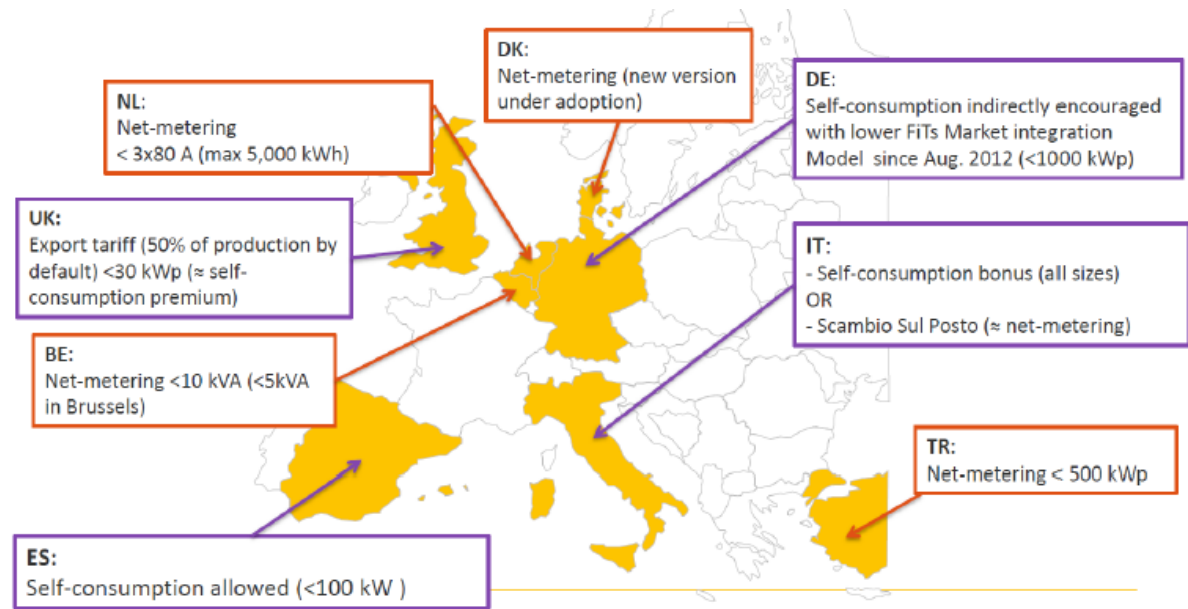 DK:
Net-metering (new version
under adoption)
NL:
Net-metering
< 3x80 A (max 5,000 kWh)
DE:
Self-consumption indirectly encouraged
with lower FiTs Market integration
Model since Aug. 2012 (<1000 kWp)
UK:
Export tariff (50% of production by
default) <30 kWp (≈ self-
consumption premium)
IT:
- Self-consumption bonus (all sizes)
OR
- Scambio Sul Posto (≈ net-metering)
BE:
Net-metering <10 kVA (<5kVA
in Brussels)
TR:
Net-metering < 500 kWp
ES:
Self-consumption allowed (<100 kW )